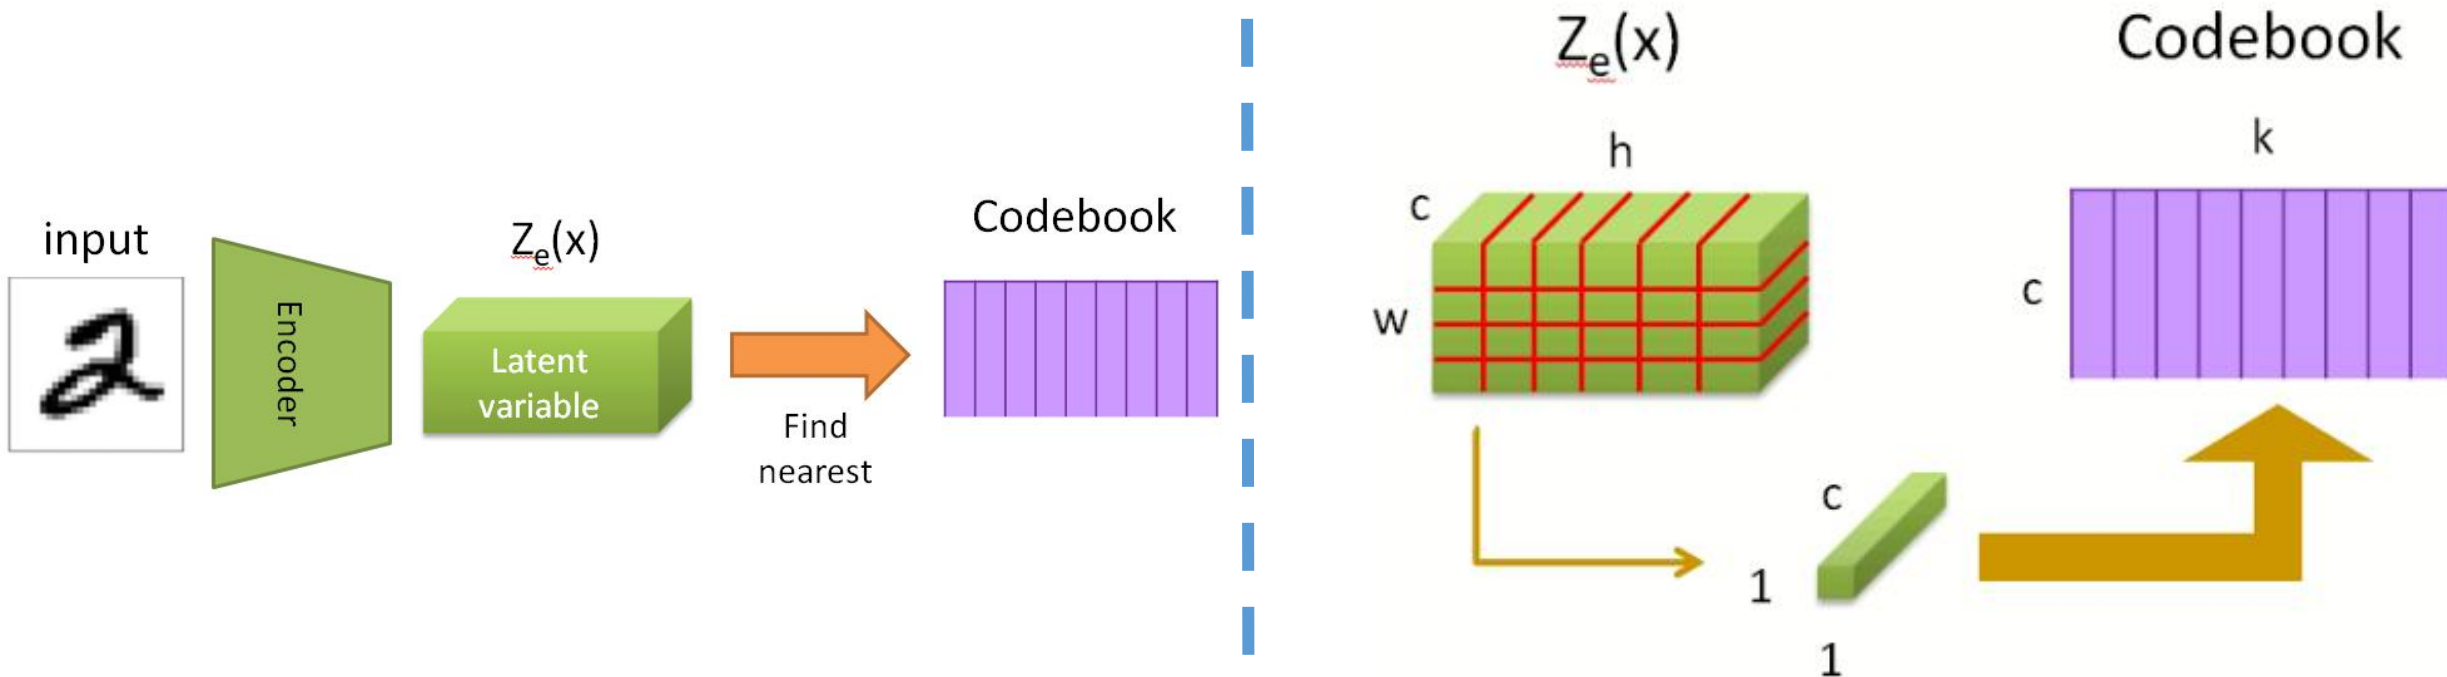 input
Encoder
Zₑ(x)
Latent
variable
Find
nearest
Codebook
Zₑ(x)
h
c
w
c
1
1
Codebook
k
c